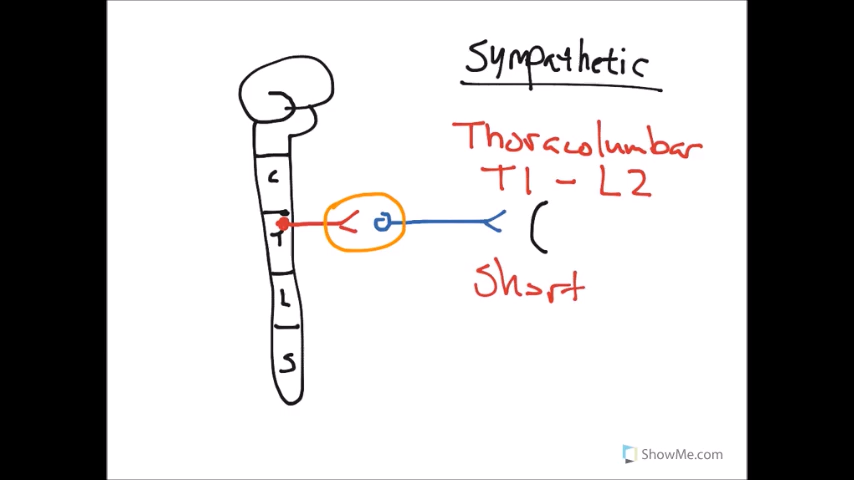 Sympathetic
Thoracolumbar
T1 - L2
C
T
L
S
Short
ShowMe.com